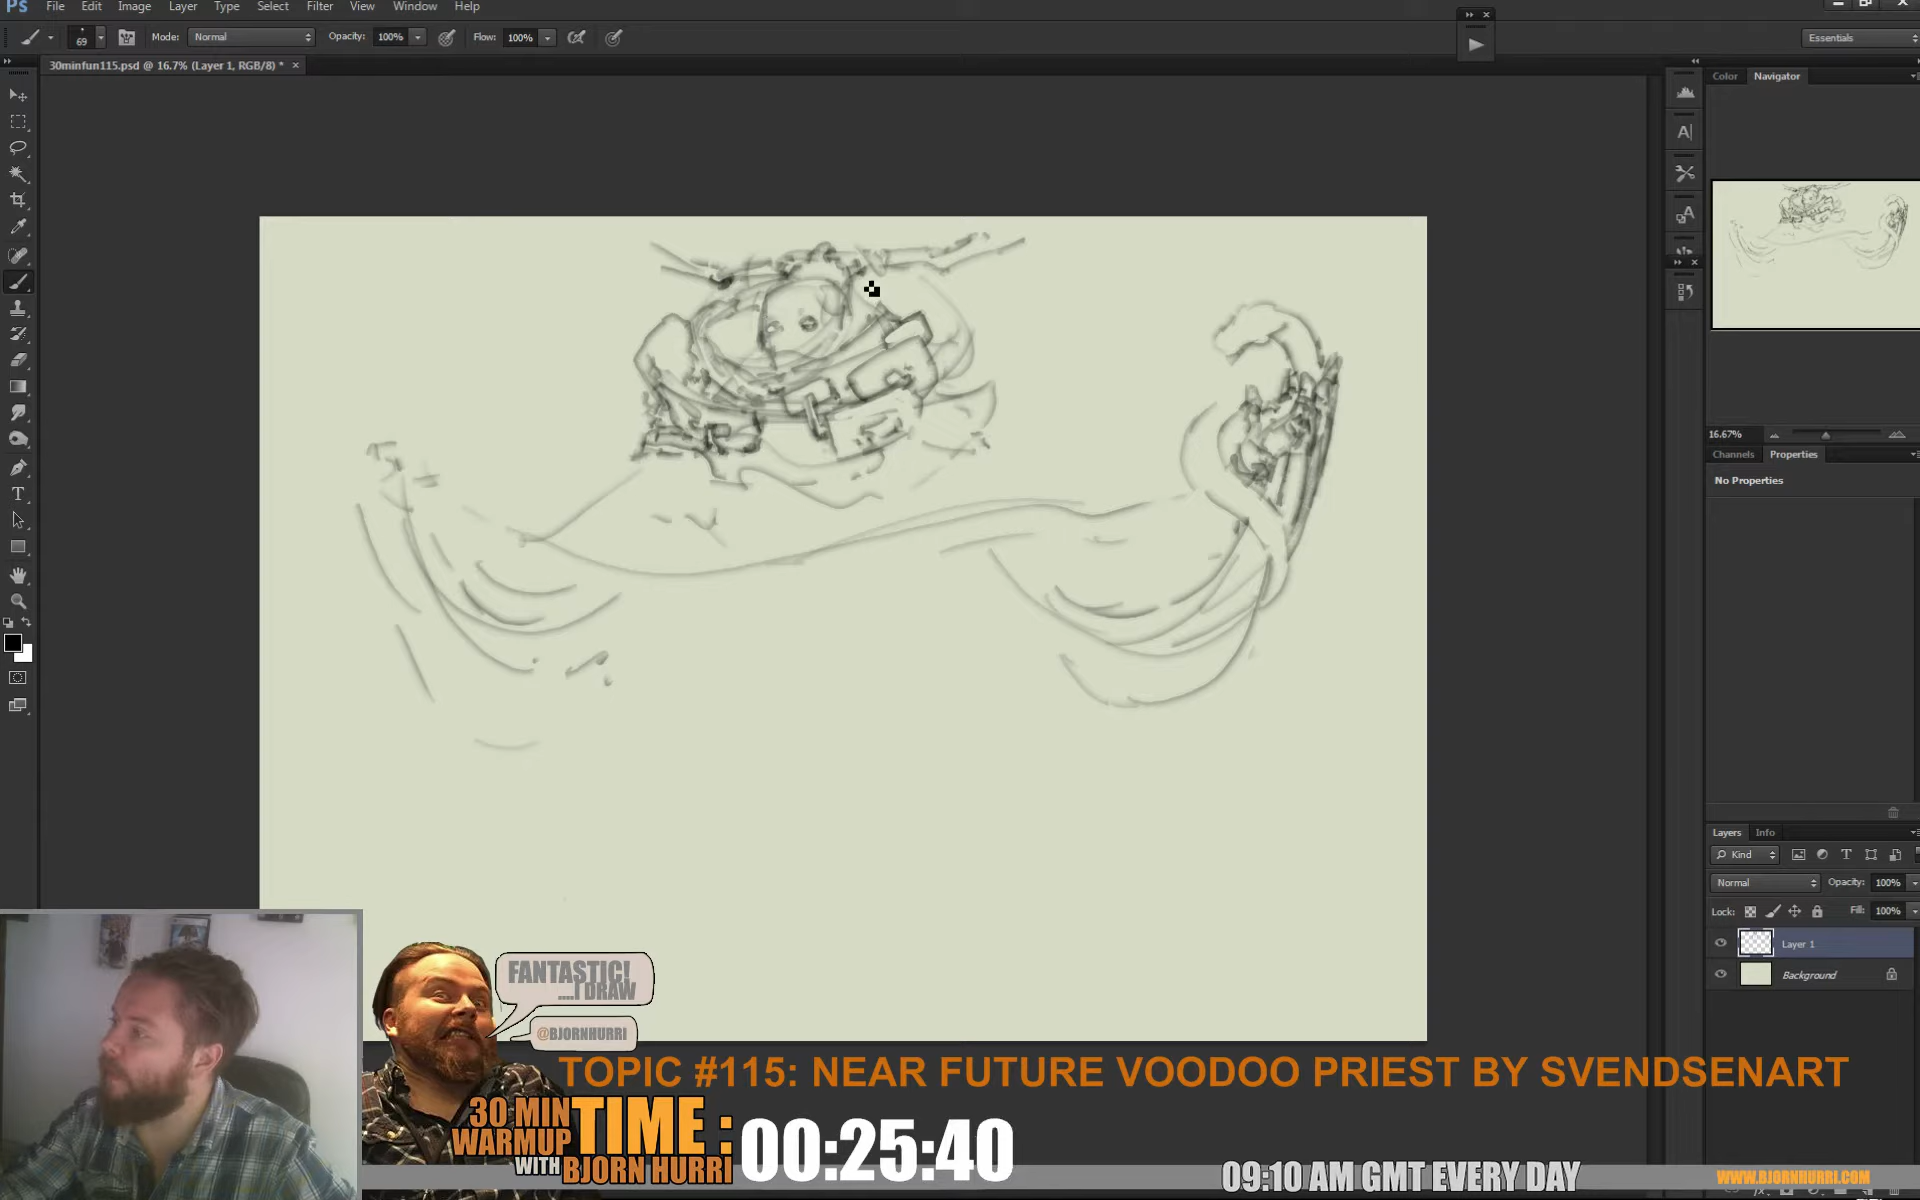 Ps File Edit Image Layer Type Select Filter View Window Help
69 Mode: Normal Opacity: 100% Flow: 100% Essentials
30minfun115.psd @ 16.7% (Layer 1, RGB/8) *
Color Navigator
16.67%
Channels Properties
No Properties
Layers Info
Kind
Normal Opacity: 100%
Lock: Fill: 100%
Layer 1
Background
FANTASTIC!
....I DRAW
@BJORNHURRI
TOPIC #115: NEAR FUTURE VOODOO PRIEST BY SVENDSENART
30 MIN
WARMUP
WITH BJORN HURRI
TIME : 00:25:40
09:10 AM GMT EVERY DAY
WWW.BJORNHURRI.COM